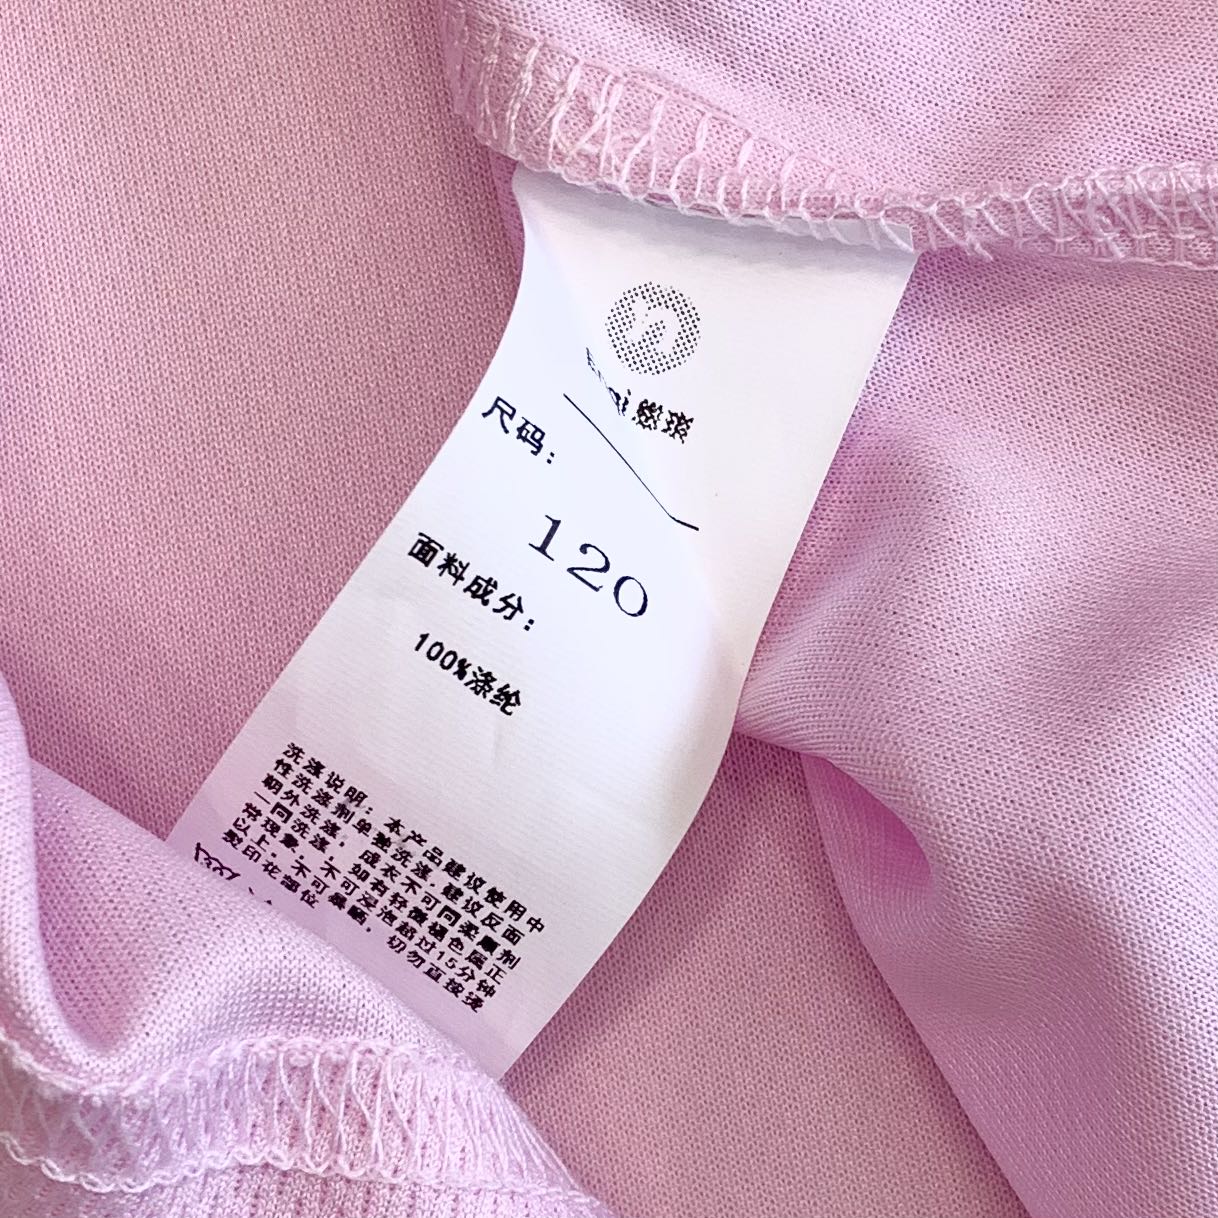 n
尺码：
120
面料成分：
100%涤纶
洗涤说明：本产品建议使用中
性洗涤剂单独洗涤，建议反面
期外洗涤，成衣不可同柔顺剂
一同洗涤，如有轻微褪色属正
常现象，不可浸泡超过15分钟
以上，不可暴晒，切勿直接烫
熨印花部位